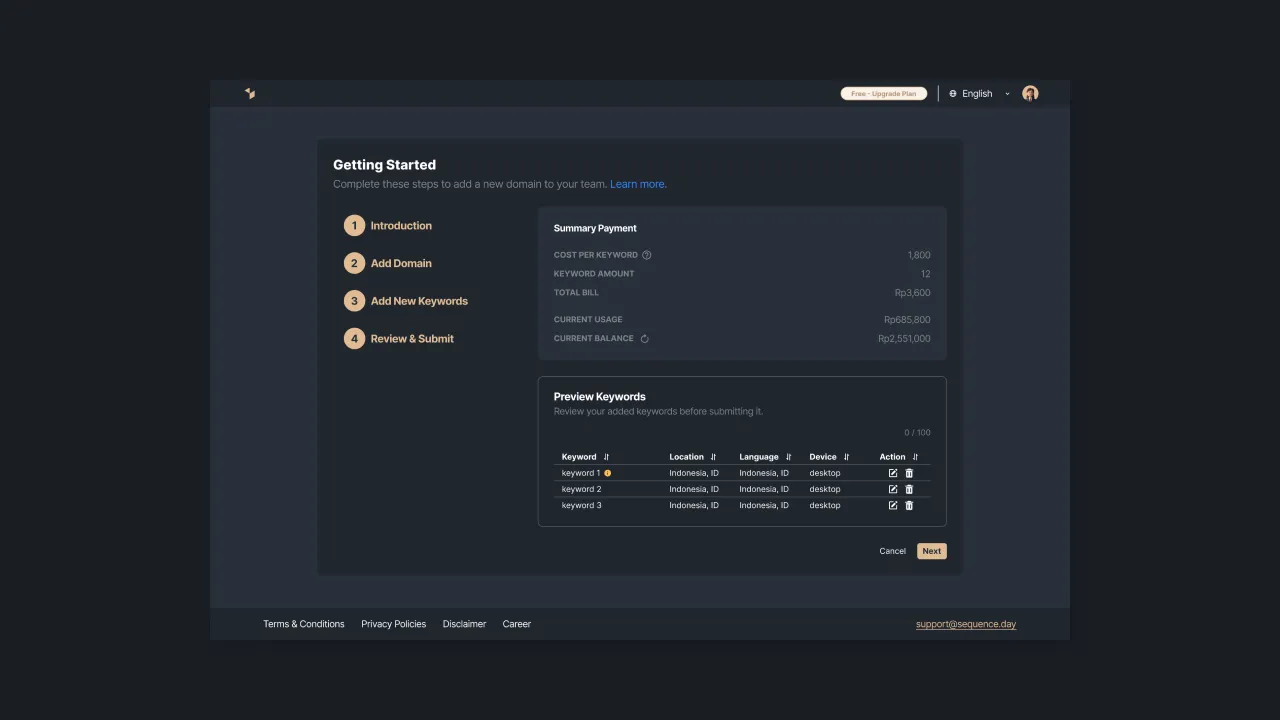 Free - Upgrade Plan
English
Getting Started
Complete these steps to add a new domain to your team. Learn more.
1 Introduction
2 Add Domain
3 Add New Keywords
4 Review & Submit
Summary Payment
COST PER KEYWORD 1,800
KEYWORD AMOUNT 12
TOTAL BILL Rp3,600
CURRENT USAGE Rp685,800
CURRENT BALANCE Rp2,551,000
Preview Keywords
Review your added keywords before submitting it.
0 / 100
Keyword Location Language Device Action
keyword 1 Indonesia, ID Indonesia, ID desktop
keyword 2 Indonesia, ID Indonesia, ID desktop
keyword 3 Indonesia, ID Indonesia, ID desktop
Cancel Next
Terms & Conditions Privacy Policies Disclaimer Career support@sequence.day